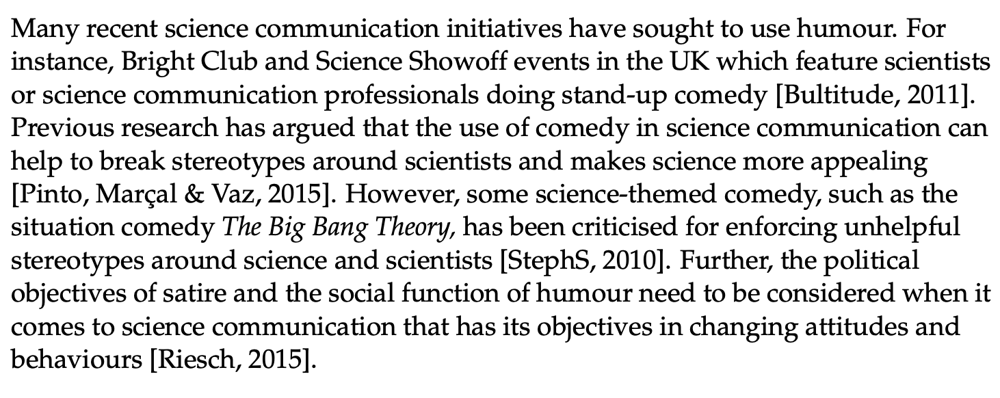 Many recent science communication initiatives have sought to use humour. For
instance, Bright Club and Science Showoff events in the UK which feature scientists
or science communication professionals doing stand-up comedy [Bultitude, 2011].
Previous research has argued that the use of comedy in science communication can
help to break stereotypes around scientists and makes science more appealing
[Pinto, Marçal & Vaz, 2015]. However, some science-themed comedy, such as the
situation comedy The Big Bang Theory, has been criticised for enforcing unhelpful
stereotypes around science and scientists [StephS, 2010]. Further, the political
objectives of satire and the social function of humour need to be considered when it
comes to science communication that has its objectives in changing attitudes and
behaviours [Riesch, 2015].